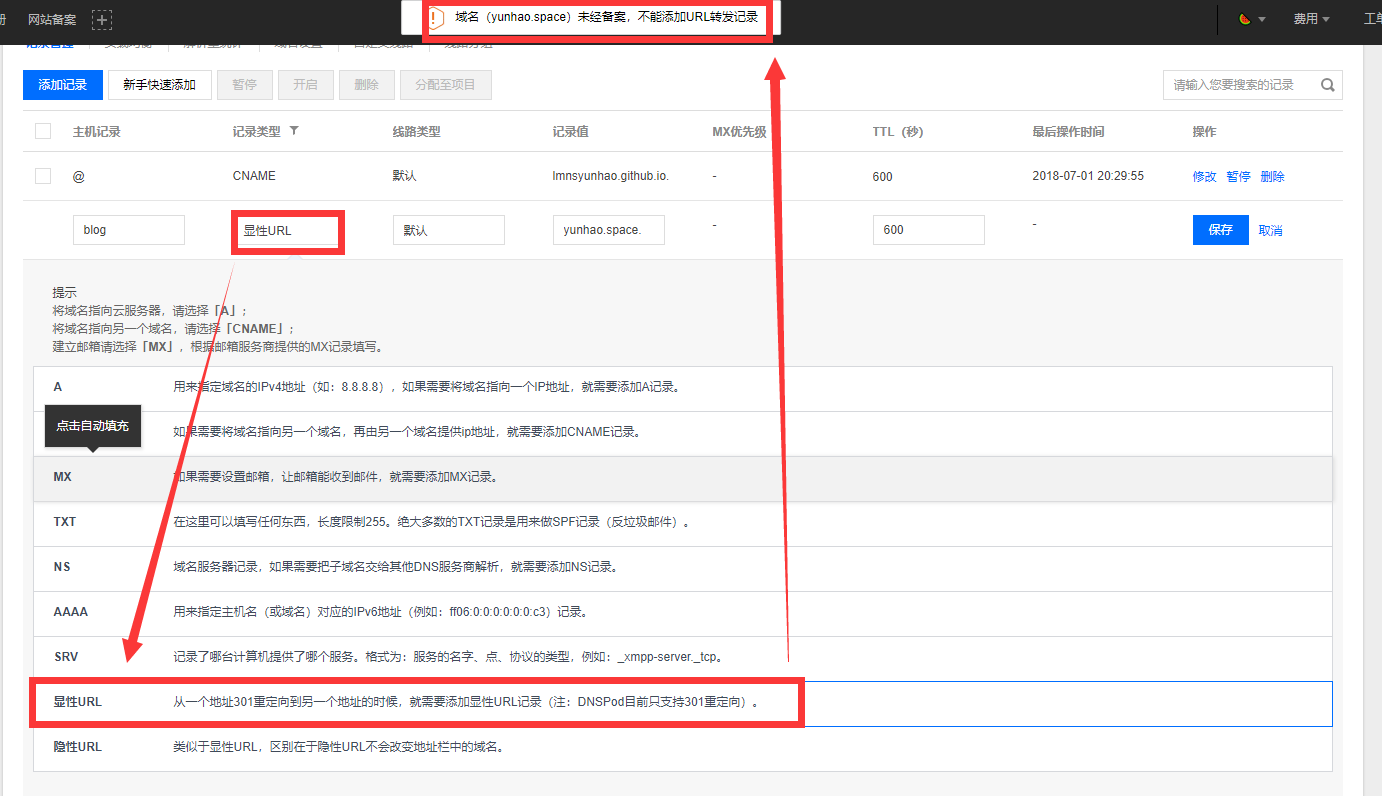 册 网站备案
域名（yunhao.space）未经备案，不能添加URL转发记录
费用
工单
添加记录 新手快速添加 暂停 开启 删除 分配至项目 请输入您要搜索的记录
主机记录 记录类型 线路类型 记录值 MX优先级 TTL（秒） 最后操作时间 操作
@ CNAME 默认 lmnsyunhao.github.io. - 600 2018-07-01 20:29:55 修改 暂停 删除
blog 显性URL 默认 yunhao.space. - 600 - 保存 取消
提示
将域名指向云服务器，请选择「A」；
将域名指向另一个域名，请选择「CNAME」；
建立邮箱请选择「MX」，根据邮箱服务商提供的MX记录填写。
A 用来指定域名的IPv4地址（如：8.8.8.8），如果需要将域名指向一个IP地址，就需要添加A记录。
点击自动填充 如果需要将域名指向另一个域名，再由另一个域名提供ip地址，就需要添加CNAME记录。
MX 如果需要设置邮箱，让邮箱能收到邮件，就需要添加MX记录。
TXT 在这里可以填写任何东西，长度限制255。绝大多数的TXT记录是用来做SPF记录（反垃圾邮件）。
NS 域名服务器记录，如果需要把子域名交给其他DNS服务商解析，就需要添加NS记录。
AAAA 用来指定主机名（或域名）对应的IPv6地址（例如：ff06:0:0:0:0:0:0:c3）记录。
SRV 记录了哪台计算机提供了哪个服务。格式为：服务的名字、点、协议的类型，例如：_xmpp-server._tcp。
显性URL 从一个地址301重定向到另一个地址的时候，就需要添加显性URL记录（注：DNSPod目前只支持301重定向）。
隐性URL 类似于显性URL，区别在于隐性URL不会改变地址栏中的域名。